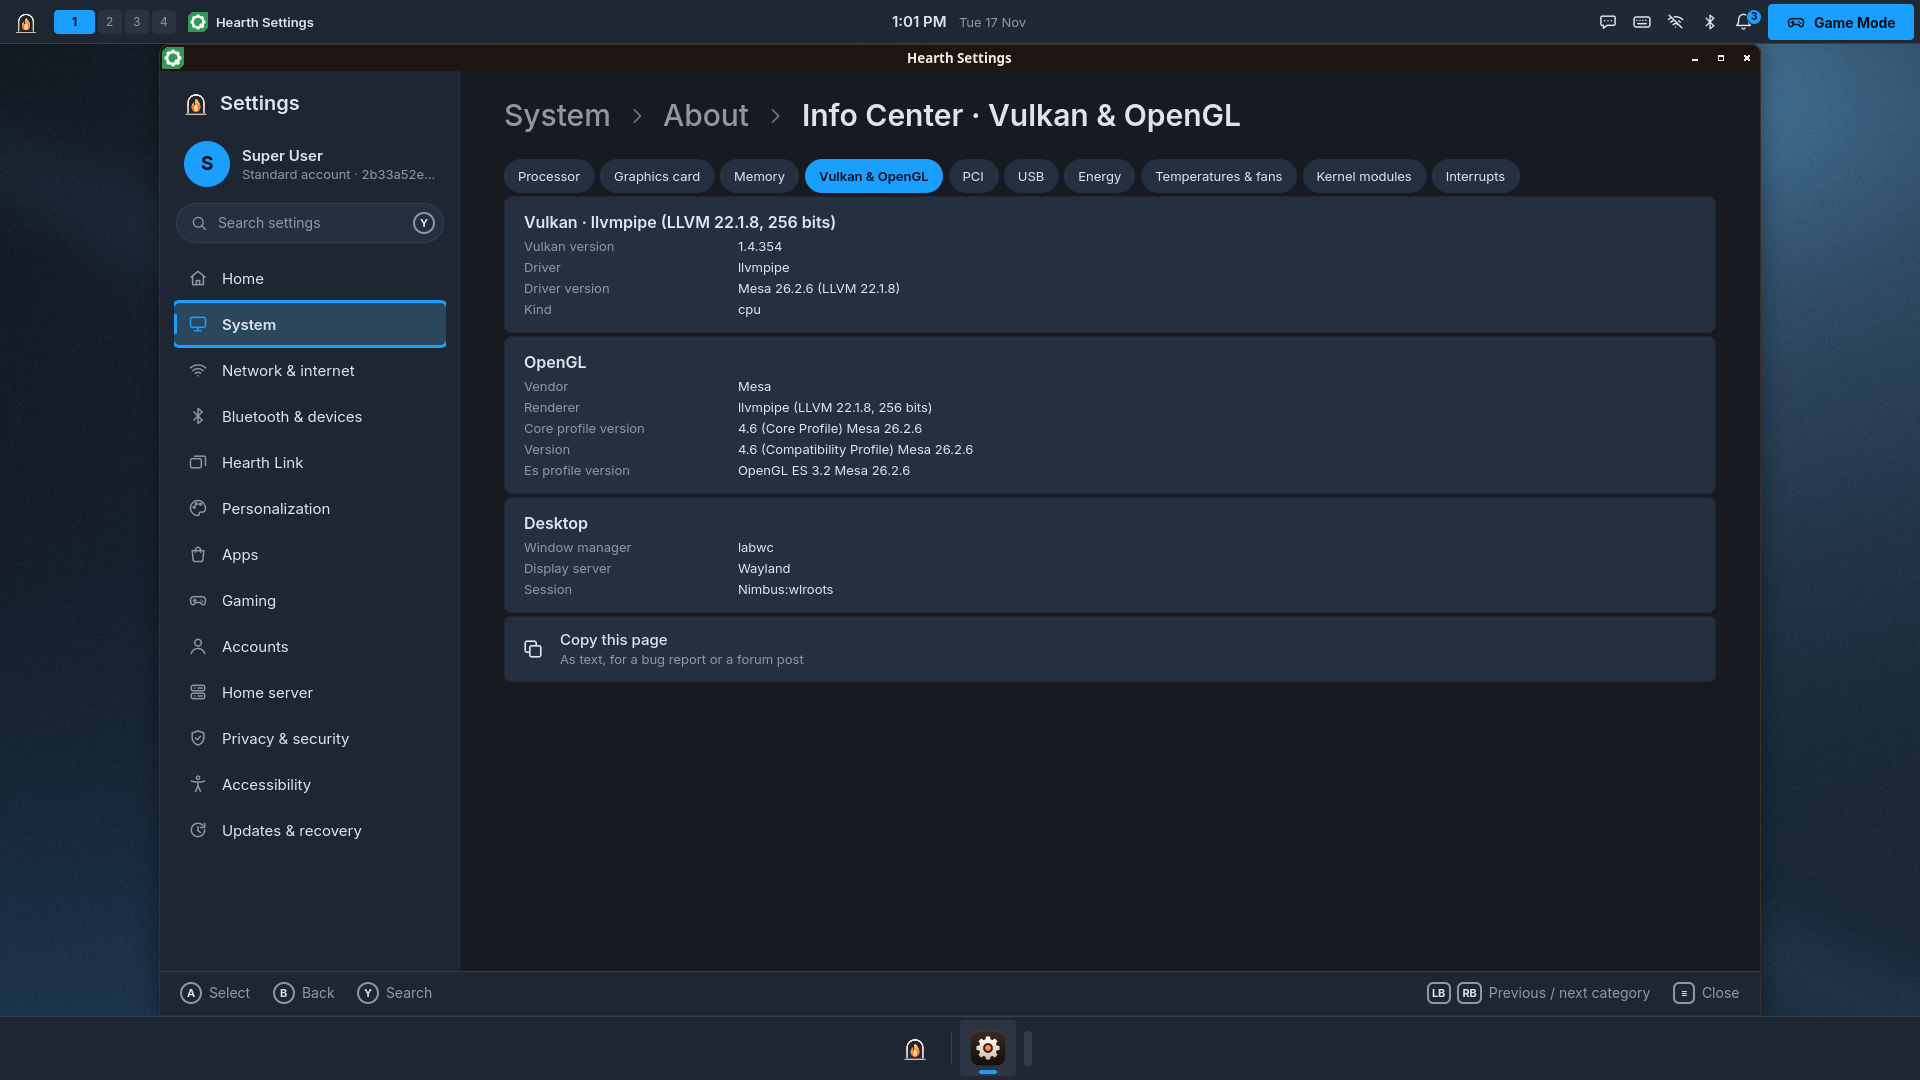 1 2 3 4 Hearth Settings
1:01 PM Tue 17 Nov
3
Game Mode
Hearth Settings
Settings
S
Super User
Standard account · 2b33a52e...
Search settings Y
Home
System
Network & internet
Bluetooth & devices
Hearth Link
Personalization
Apps
Gaming
Accounts
Home server
Privacy & security
Accessibility
Updates & recovery
System > About > Info Center · Vulkan & OpenGL
Processor Graphics card Memory Vulkan & OpenGL PCI USB Energy Temperatures & fans Kernel modules Interrupts
Vulkan · llvmpipe (LLVM 22.1.8, 256 bits)
Vulkan version 1.4.354
Driver llvmpipe
Driver version Mesa 26.2.6 (LLVM 22.1.8)
Kind cpu
OpenGL
Vendor Mesa
Renderer llvmpipe (LLVM 22.1.8, 256 bits)
Core profile version 4.6 (Core Profile) Mesa 26.2.6
Version 4.6 (Compatibility Profile) Mesa 26.2.6
Es profile version OpenGL ES 3.2 Mesa 26.2.6
Desktop
Window manager labwc
Display server Wayland
Session Nimbus:wlroots
Copy this page
As text, for a bug report or a forum post
A Select B Back Y Search
LB RB Previous / next category ≡ Close